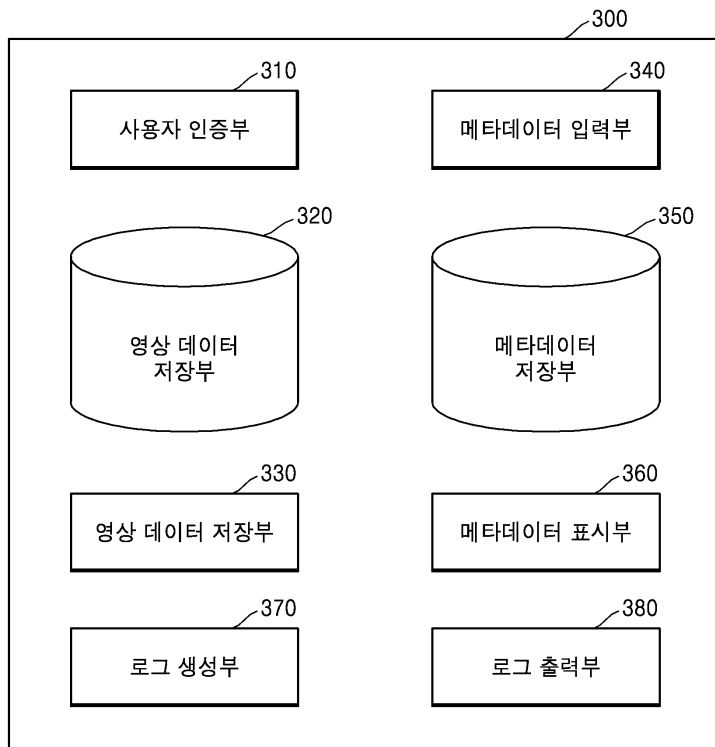 300
310
사용자 인증부
340
메타데이터 입력부
320
영상 데이터
저장부
350
메타데이터
저장부
330
영상 데이터 저장부
360
메타데이터 표시부
370
로그 생성부
380
로그 출력부